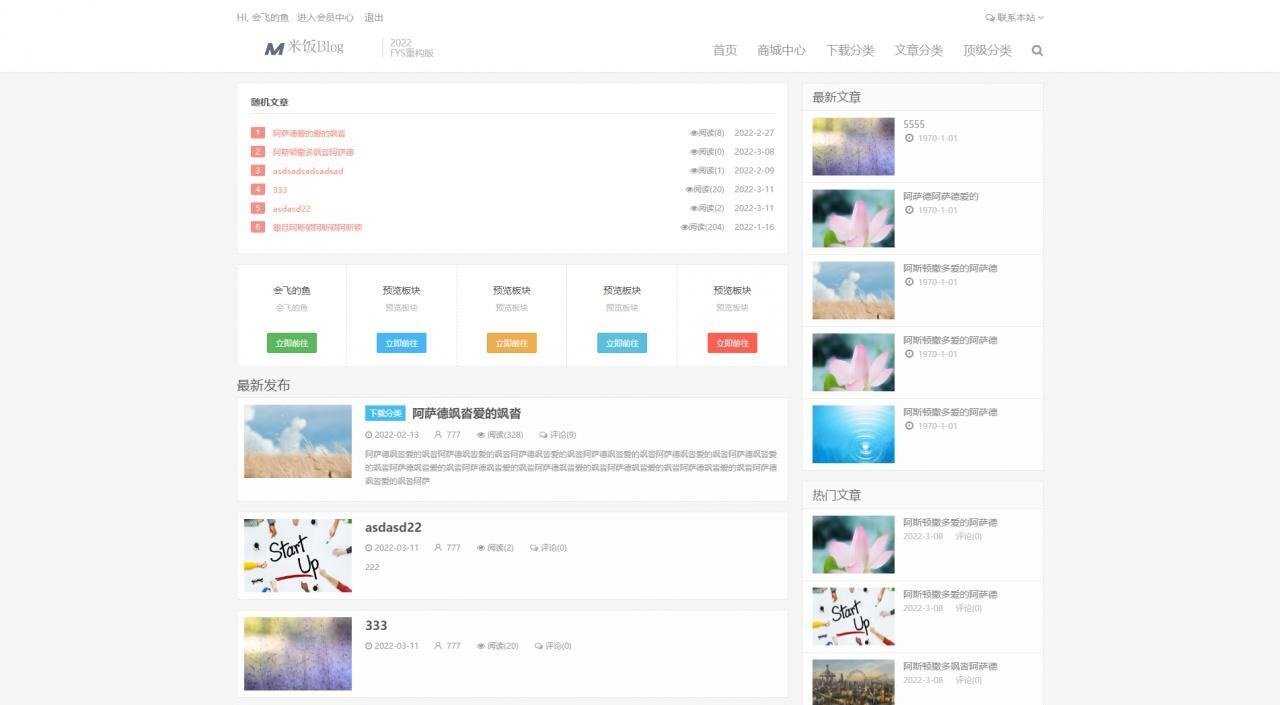 Hi, 会飞的鱼 进入会员中心 退出
联系本站
米饭Blog
2022
FYS重构版
首页 商城中心 下载分类 文章分类 顶级分类
随机文章
1 阿萨德爱的爱的飒沓 阅读(8) 2022-2-27
2 阿斯顿撒多飒沓阿萨德 阅读(0) 2022-3-08
3 asdsadsadsadsad 阅读(1) 2022-2-09
4 333 阅读(20) 2022-3-11
5 asdasd22 阅读(2) 2022-3-11
6 撒旦阿斯顿阿斯顿阿斯顿 阅读(204) 2022-1-16
会飞的鱼 预览板块 预览板块 预览板块 预览板块
会飞的鱼 预览板块 预览板块 预览板块 预览板块
立即前往 立即前往 立即前往 立即前往 立即前往
最新发布
下载分类 阿萨德飒沓爱的飒沓
2022-02-13 777 阅读(328) 评论(9)
阿萨德飒沓爱的飒沓阿萨德飒沓爱的飒沓阿萨德飒沓爱的飒沓阿萨德飒沓爱的飒沓阿萨德飒沓爱的飒沓阿萨德飒沓爱
的飒沓阿萨德飒沓爱的飒沓阿萨德飒沓爱的飒沓阿萨德飒沓爱的飒沓阿萨德飒沓爱的飒沓阿萨德飒沓爱的飒沓阿萨德
飒沓爱的飒沓阿萨
Start
Up
asdasd22
2022-03-11 777 阅读(2) 评论(0)
222
333
2022-03-11 777 阅读(20) 评论(0)
最新文章
5555
1970-1-01
阿萨德阿萨德爱的
1970-1-01
阿斯顿撒多爱的阿萨德
1970-1-01
阿斯顿撒多爱的阿萨德
1970-1-01
阿斯顿撒多爱的阿萨德
1970-1-01
热门文章
阿斯顿撒多爱的阿萨德
2022-3-08 评论(0)
Start
Up
阿斯顿撒多爱的阿萨德
2022-3-08 评论(0)
阿斯顿撒多飒沓阿萨德
2022-3-08 评论(0)